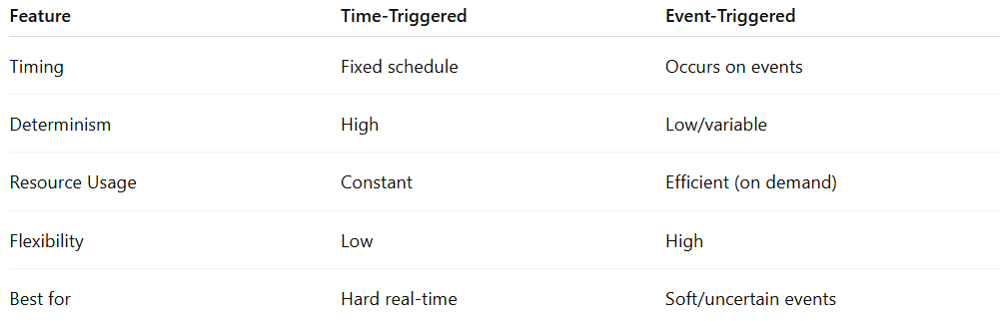 Feature Time-Triggered Event-Triggered
Timing Fixed schedule Occurs on events
Determinism High Low/variable
Resource Usage Constant Efficient (on demand)
Flexibility Low High
Best for Hard real-time Soft/uncertain events